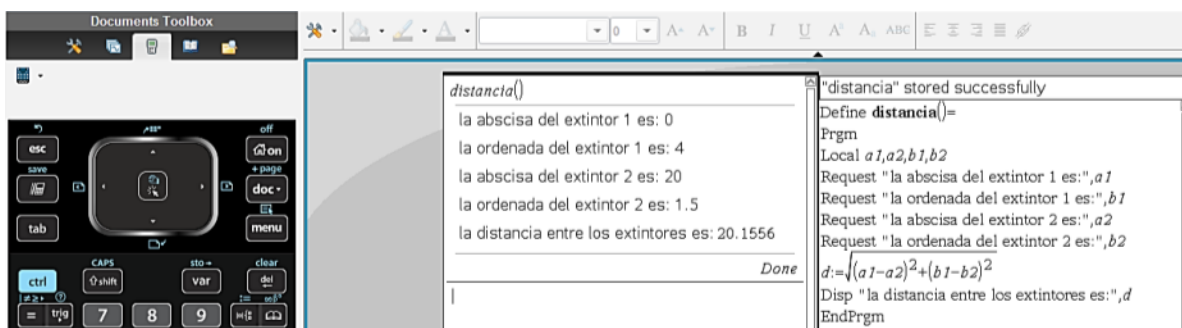 Documents Toolbox
0
A
A
B I U A A ABC
distancia()
la abscisa del extintor 1 es: 0
la ordenada del extintor 1 es: 4
la abscisa del extintor 2 es: 20
la ordenada del extintor 2 es: 1.5
la distancia entre los extintores es: 20.1556
Done
"distancia" stored successfully
Define distancia()=
Prgm
Local a1,a2,b1,b2
Request "la abscisa del extintor 1 es:",a1
Request "la ordenada del extintor 1 es:",b1
Request "la abscisa del extintor 2 es:",a2
Request "la ordenada del extintor 2 es:",b2
d:=√(a1-a2)²+(b1-b2)²
Disp "la distancia entre los extintores es:",d
EndPrgm
off
esc
on
save
+page
doc
tab
menu
CAPS
sto→
clear
ctrl
shift
var
del
= trig 7 8 9